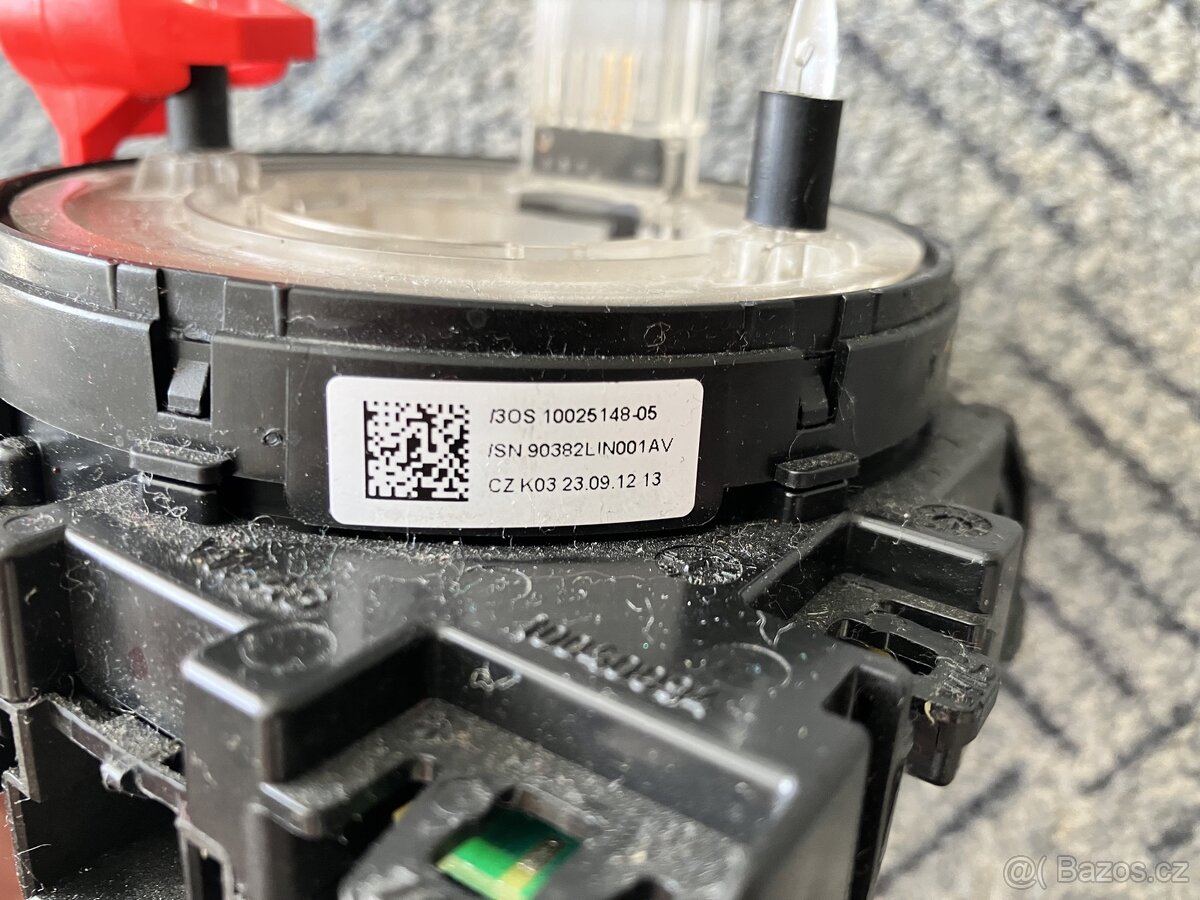 /3OS 10025148-05
/SN 90382LIN001AV
CZ K03 23.09.12 13
@( Bazos.cz